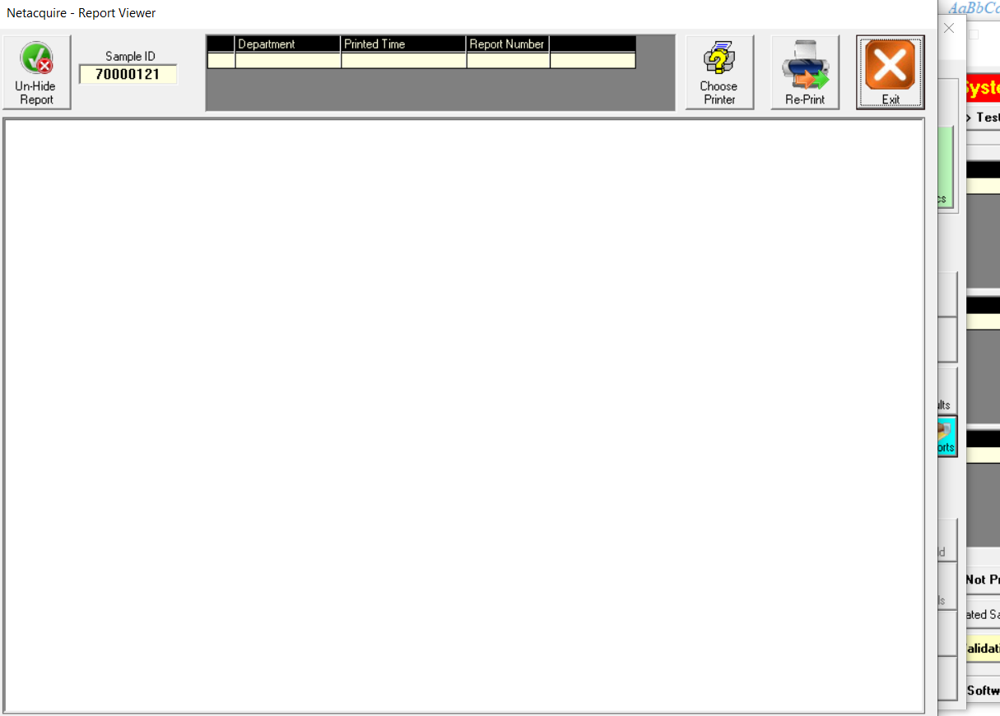 Netacquire - Report Viewer
AaBbCc
Un-Hide
Report
Sample ID
70000121
Department
Printed Time
Report Number
Choose
Printer
Re-Print
Exit
Syste
> Test
cs
ults
orts
ld
ls
Not Pr
ated Sa
alidati
Softw